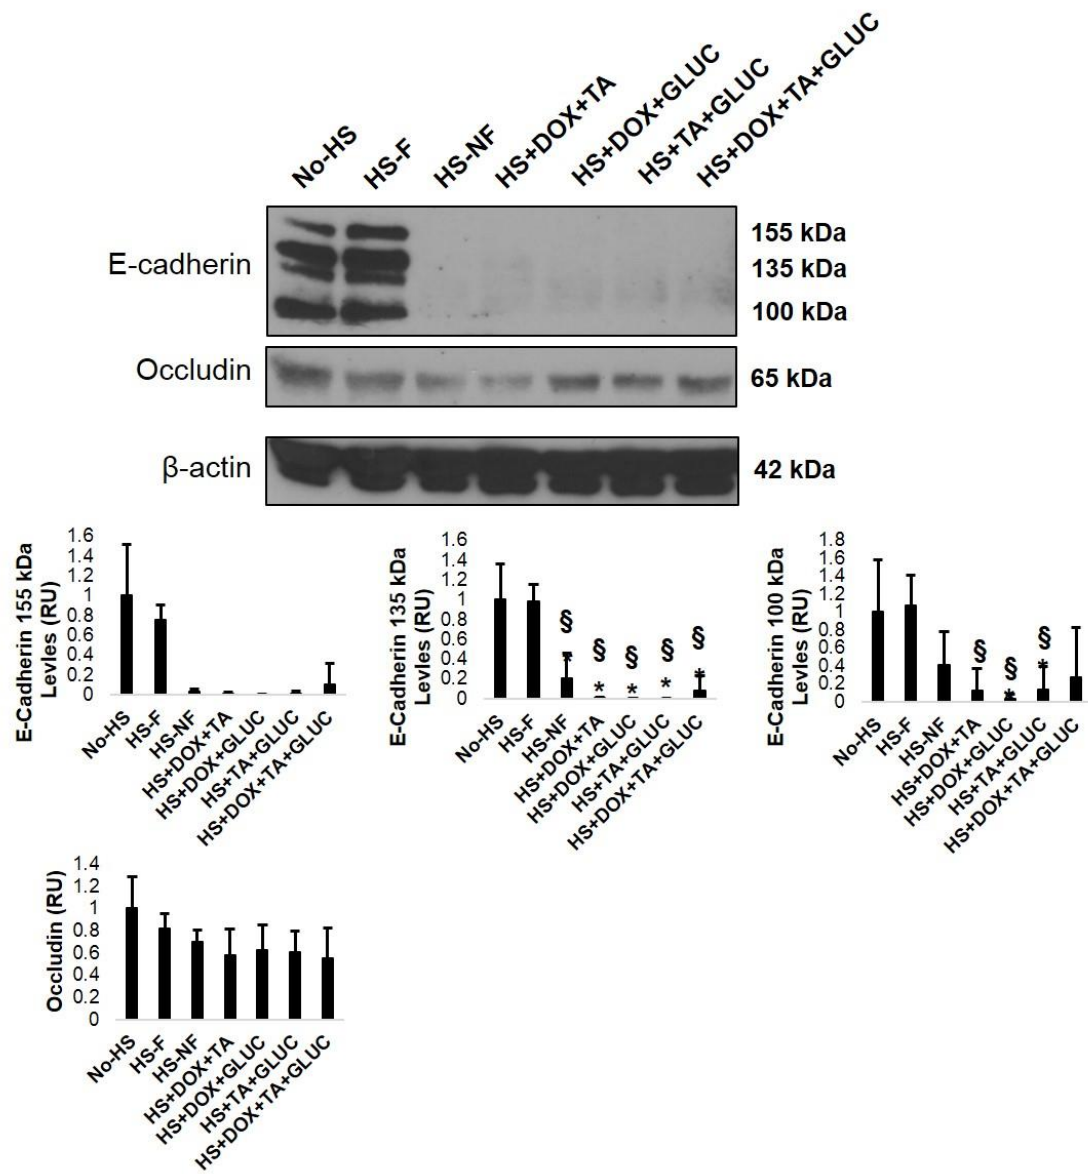 No-HS
HS-F
HS-NF
HS+DOX+TA
HS+DOX+GLUC
HS+TA+GLUC
HS+DOX+TA+GLUC
E-cadherin
155 kDa
135 kDa
100 kDa
Occludin
65 kDa
β-actin
42 kDa
E-Cadherin 155 kDa
Levles (RU)
1.6
1.4
1.2
1
0.8
0.6
0.4
0.2
0
No-HS
HS-F
HS-NF
HS+DOX+TA
HS+DOX+GLUC
HS+TA+GLUC
HS+DOX+TA+GLUC
E-Cadherin 135 kDa
Levles (RU)
1.6
1.4
1.2
1
0.8
0.6
0.4
0.2
0
§
§
§
§
§
*
*
*
*
*
No-HS
HS-F
HS-NF
HS+DOX+TA
HS+DOX+GLUC
HS+TA+GLUC
HS+DOX+TA+GLUC
E-Cadherin 100 kDa
Levles (RU)
1.8
1.6
1.4
1.2
1
0.8
0.6
0.4
0.2
0
§
§
§
*
*
No-HS
HS-F
HS-NF
HS+DOX+TA
HS+DOX+GLUC
HS+TA+GLUC
HS+DOX+TA+GLUC
Occludin (RU)
1.4
1.2
1
0.8
0.6
0.4
0.2
0
No-HS
HS-F
HS-NF
HS+DOX+TA
HS+DOX+GLUC
HS+TA+GLUC
HS+DOX+TA+GLUC